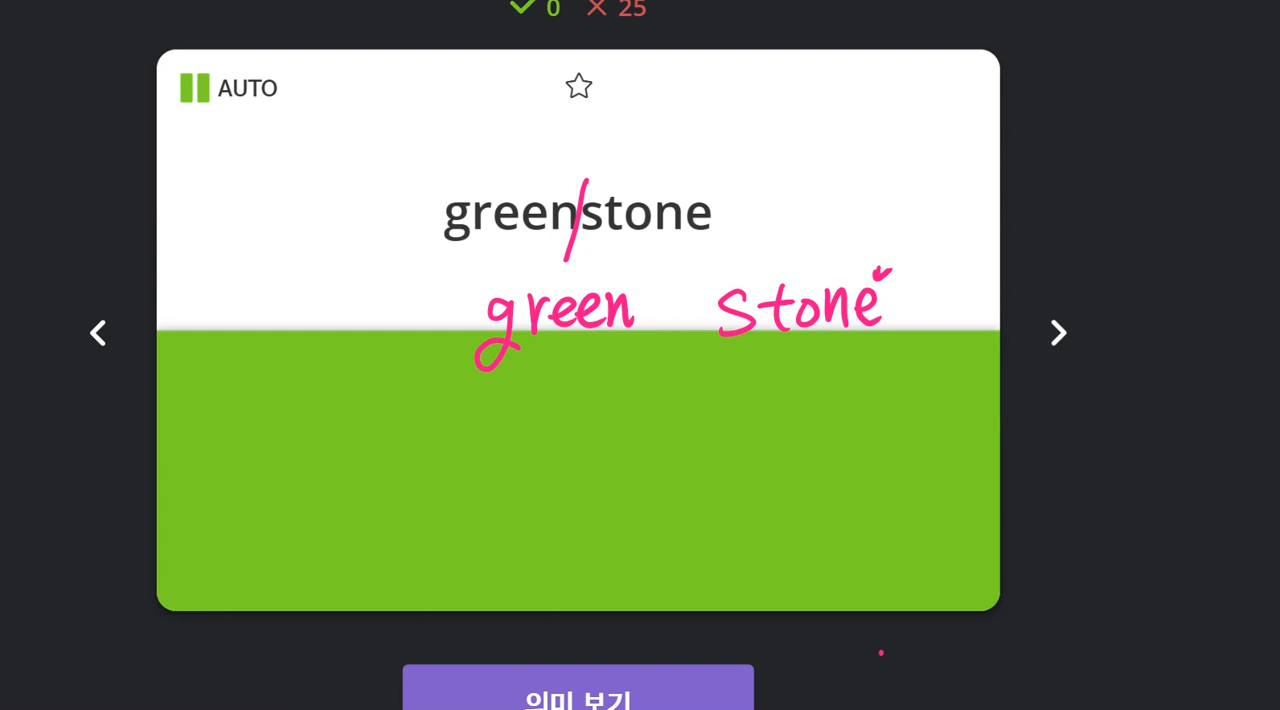 ✓ 0 ✕ 25
AUTO
greenstone
green stone
의미 보기